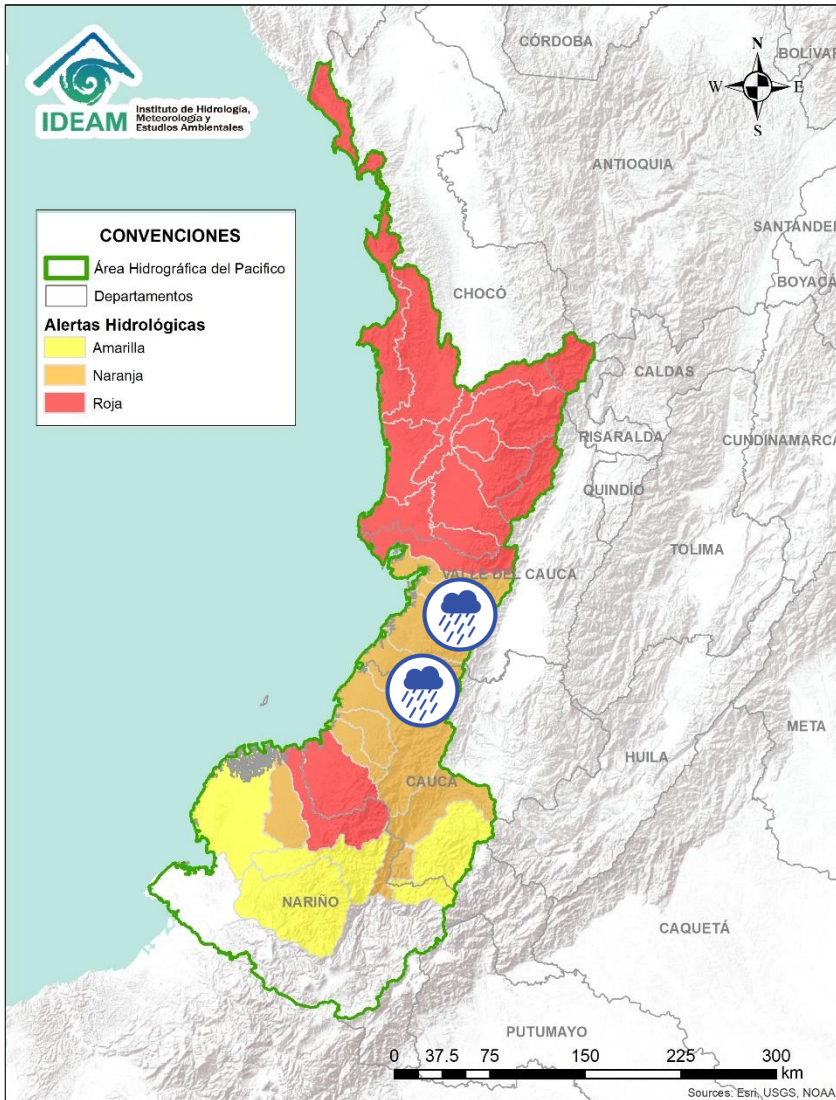 CÓRDOBA
BOLÍVAR
N
W
E
S
IDEAM
Instituto de Hidrología,
Meteorología y
Estudios Ambientales
ANTIOQUIA
SANTANDER
BOYACÁ
CONVENCIONES
Área Hidrográfica del Pacifico
Departamentos
Alertas Hidrológicas
Amarilla
Naranja
Roja
CHOCÓ
CALDAS
RISARALDA
CUNDINAMARCA
QUINDÍO
TOLIMA
VALLE DEL CAUCA
META
HUILA
CAUCA
NARIÑO
CAQUETÁ
PUTUMAYO
0 37.5 75 150 225 300
km
Sources: Esri, USGS, NOAA